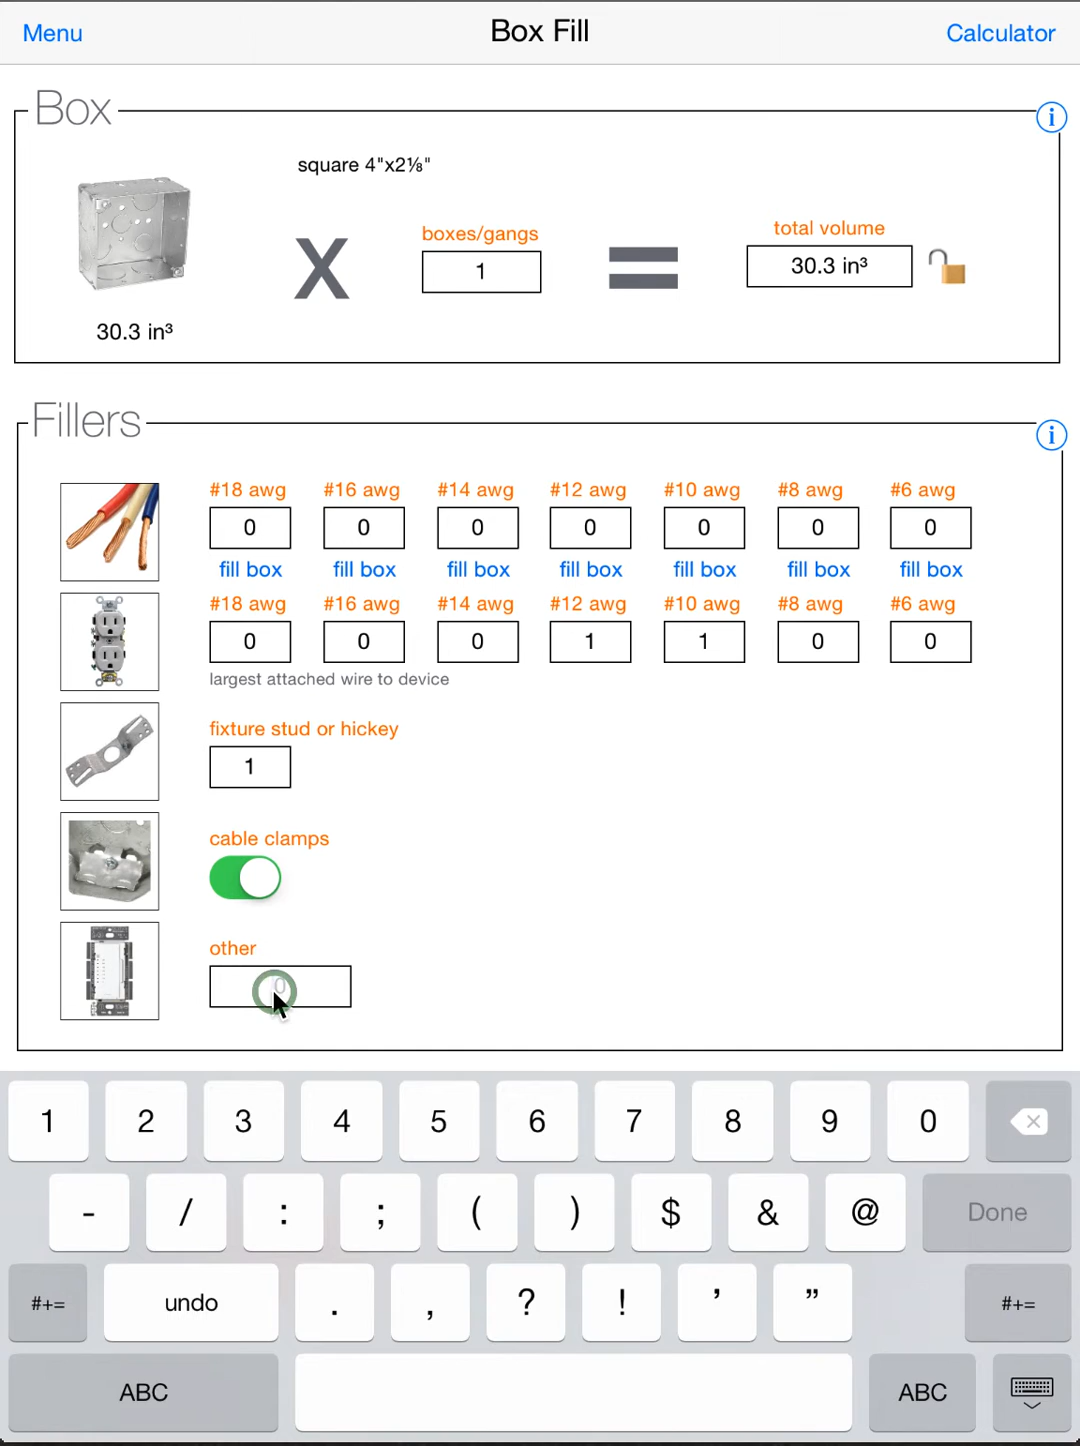 Menu Box Fill Calculator
Box
square 4"x2⅛"
boxes/gangs total volume
X 1 = 30.3 in³
30.3 in³
Fillers
#18 awg #16 awg #14 awg #12 awg #10 awg #8 awg #6 awg
0 0 0 0 0 0 0
fill box fill box fill box fill box fill box fill box fill box
#18 awg #16 awg #14 awg #12 awg #10 awg #8 awg #6 awg
0 0 0 1 1 0 0
largest attached wire to device
fixture stud or hickey
1
cable clamps
other
0
1 2 3 4 5 6 7 8 9 0
- / : ; ( ) $ & @ Done
#+= undo . , ? ! ’ ” #+=
ABC ABC